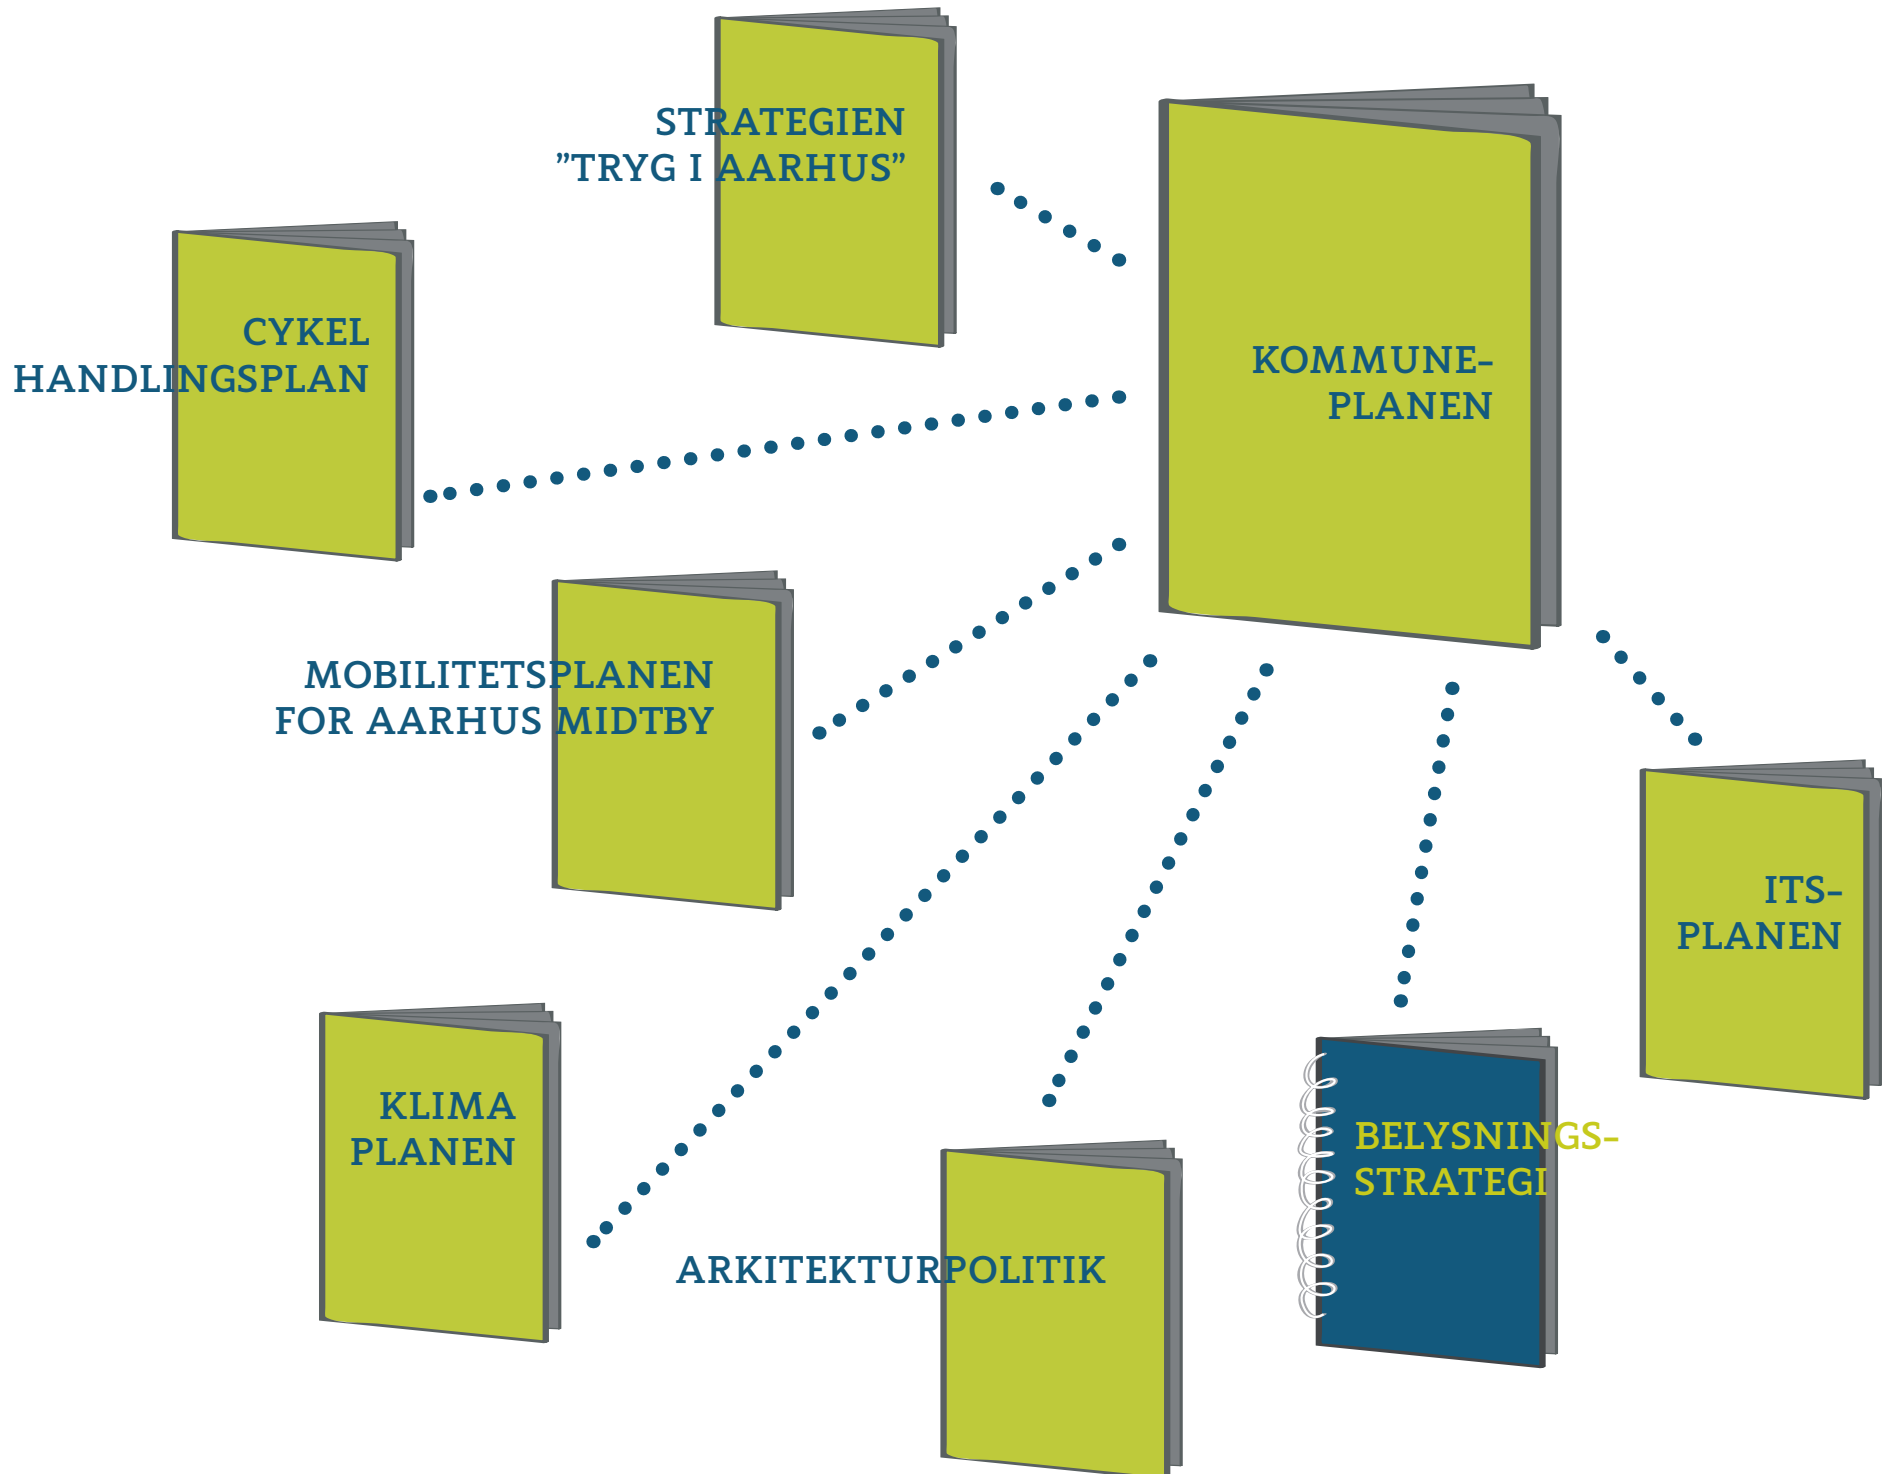 STRATEGIEN
”TRYG I AARHUS”
CYKEL
HANDLINGSPLAN
KOMMUNE-
PLANEN
MOBILITETSPLANEN
FOR AARHUS MIDTBY
ITS-
PLANEN
KLIMA
PLANEN
BELYSNINGS-
STRATEGI
ARKITEKTURPOLITIK